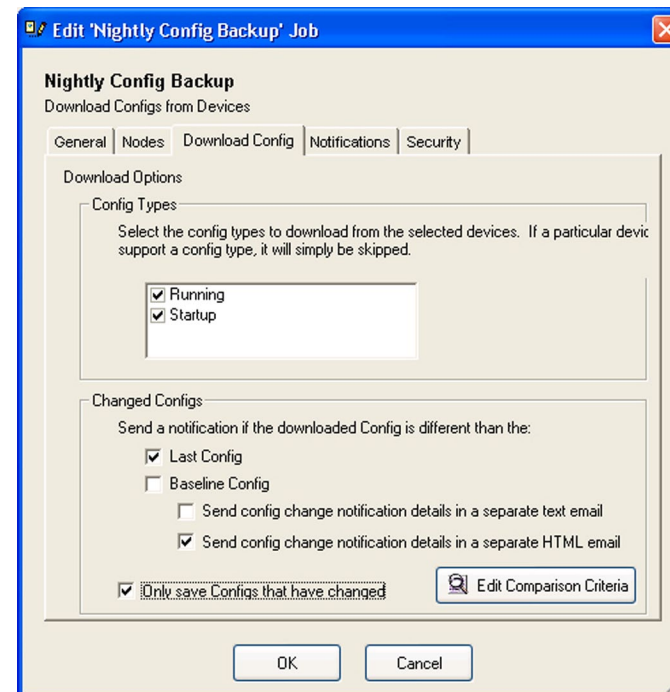 Edit 'Nightly Config Backup' Job
Nightly Config Backup
Download Configs from Devices
General Nodes Download Config Notifications Security
Download Options
Config Types
Select the config types to download from the selected devices. If a particular
support a config type, it will simply be skipped.
Running
Startup
Changed Configs
Send a notification if the downloaded Config is different than the:
Last Config
Baseline Config
Send config change notification details in a separate text email
Send config change notification details in a separate HTML email
Only save Configs that have changed
Edit Comparison Criteria
OK Cancel